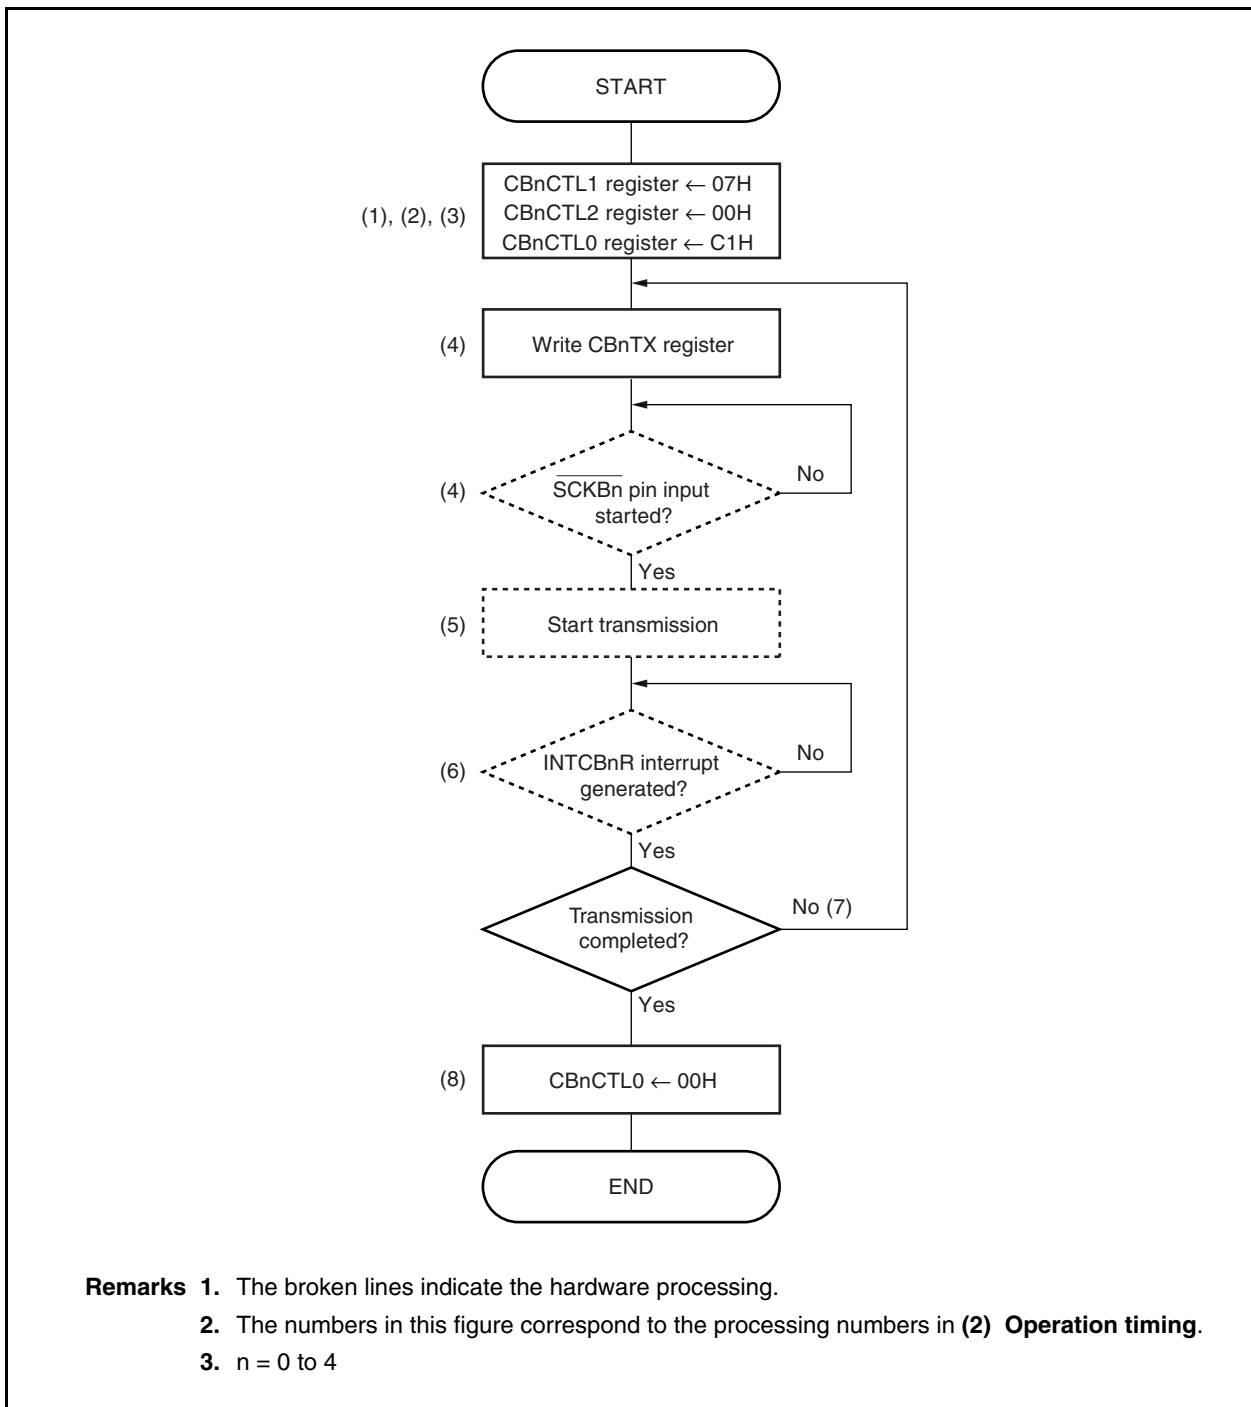 START
(1), (2), (3)
CBnCTL1 register ← 07H
CBnCTL2 register ← 00H
CBnCTL0 register ← C1H
(4)
Write CBnTX register
(4)
SCKBn pin input
started?
No
Yes
(5)
Start transmission
(6)
INTCBnR interrupt
generated?
No
Yes
Transmission
completed?
No (7)
Yes
(8)
CBnCTL0 ← 00H
END
Remarks 1. The broken lines indicate the hardware processing.
2. The numbers in this figure correspond to the processing numbers in (2) Operation timing.
3. n = 0 to 4